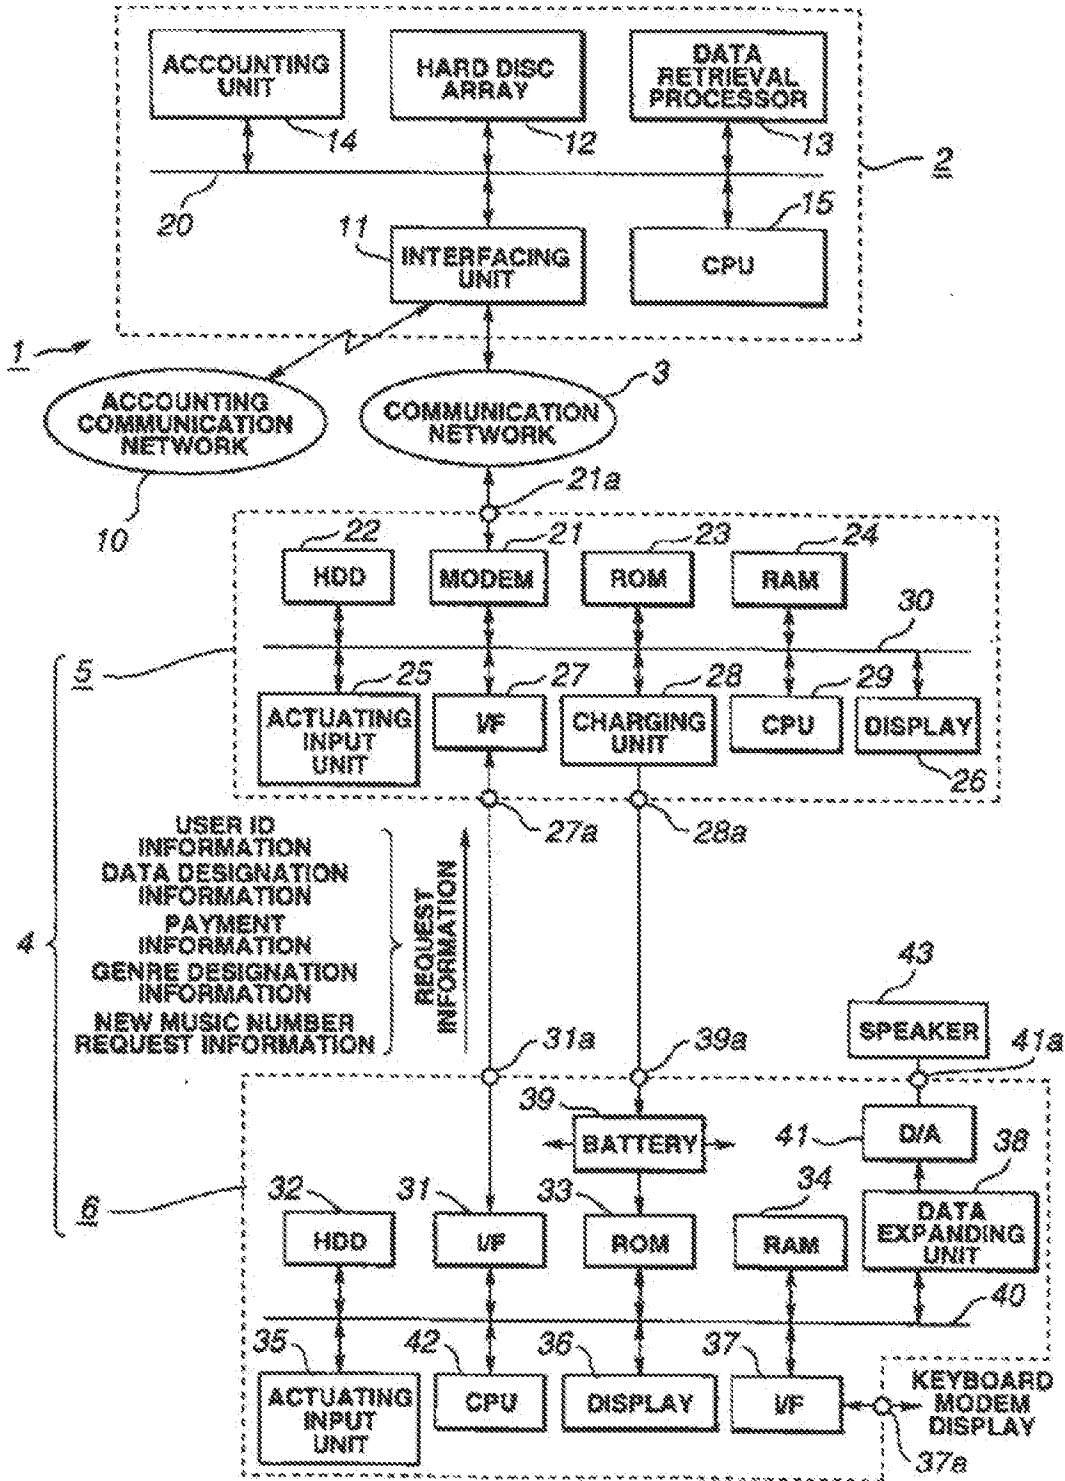 ACCOUNTING
UNIT
14
HARD DISC
ARRAY
12
DATA
RETRIEVAL
PROCESSOR
13
2
20
11
INTERFACING
UNIT
15
CPU
1
ACCOUNTING
COMMUNICATION
NETWORK
10
3
COMMUNICATION
NETWORK
21a
22
HDD
21
MODEM
23
ROM
24
RAM
30
5
25
ACTUATING
INPUT
UNIT
27
I/F
28
CHARGING
UNIT
29
CPU
DISPLAY
26
27a
28a
4
USER ID
INFORMATION
DATA DESIGNATION
INFORMATION
PAYMENT
INFORMATION
GENRE DESIGNATION
INFORMATION
NEW MUSIC NUMBER
REQUEST INFORMATION
REQUEST
INFORMATION
43
SPEAKER
31a
39a
41a
39
BATTERY
41
D/A
6
32
HDD
31
I/F
33
ROM
34
RAM
38
DATA
EXPANDING
UNIT
40
35
ACTUATING
INPUT
UNIT
42
CPU
36
DISPLAY
37
I/F
KEYBOARD
MODEM
DISPLAY
37a